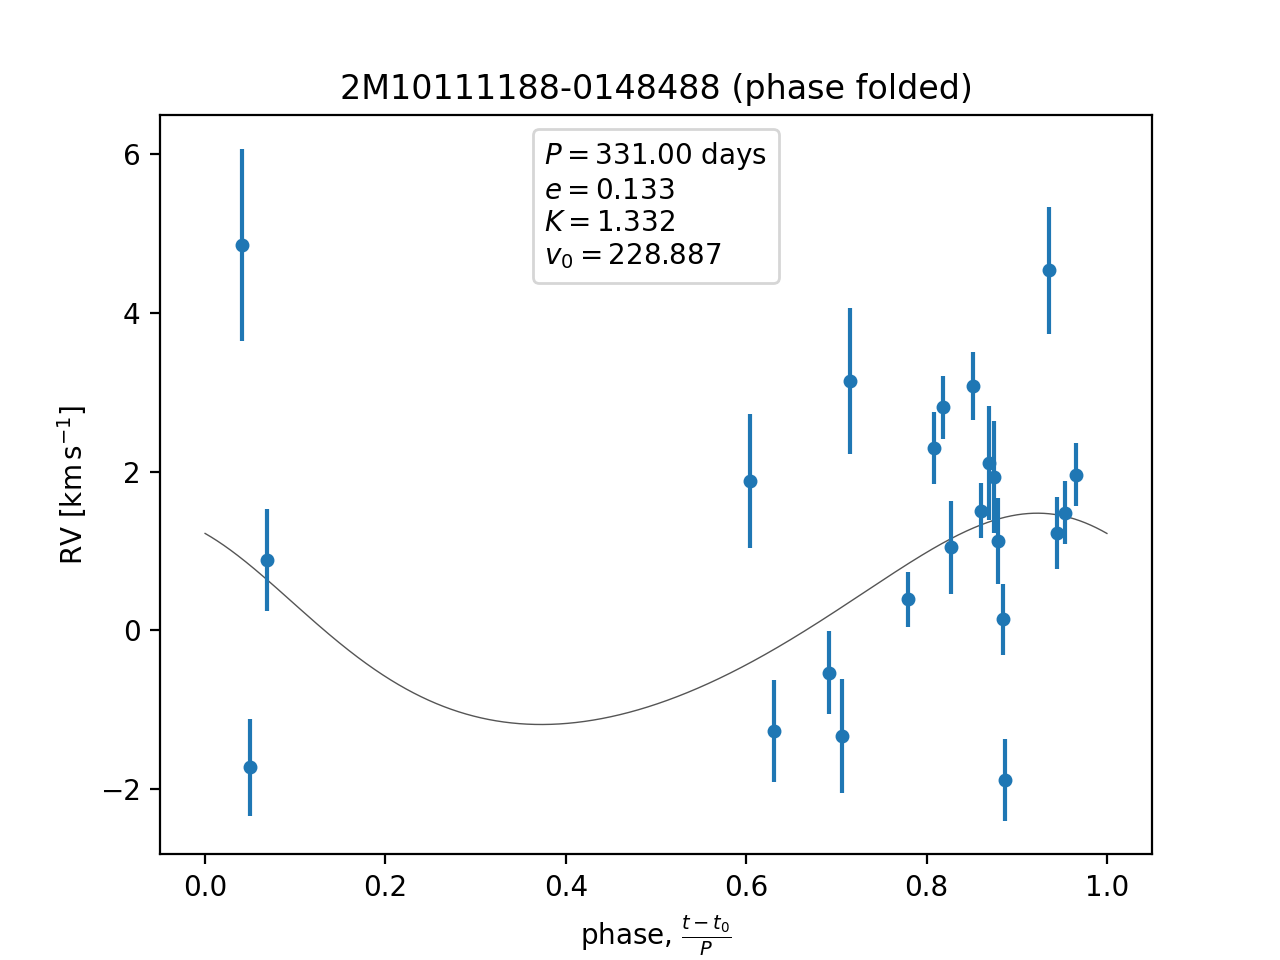 2M10111188-0148488 (phase folded)
P = 331.00 days
e = 0.133
K = 1.332
v₀ = 228.887
6
4
2
0
−2
RV [km s⁻¹]
0.0 0.2 0.4 0.6 0.8 1.0
phase, (t − t₀)/P